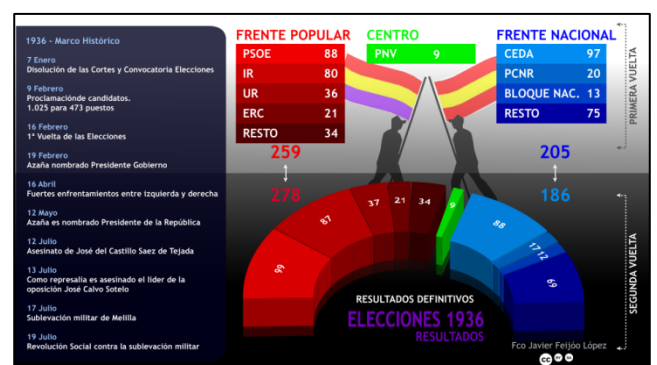 1936 - Marco Histórico
7 Enero
Disolución de las Cortes y Convocatoria Elecciones
9 Febrero
Proclamaciónde candidatos.
1.025 para 473 puestos
16 Febrero
1ª Vuelta de las Elecciones
19 Febrero
Azaña nombrado Presidente Gobierno
16 Abril
Fuertes enfrentamientos entre izquierda y derecha
12 Mayo
Azaña es nombrado Presidente de la República
12 Julio
Asesinato de José del Castillo Saez de Tejada
13 Julio
Como represalia es asesinado el líder de la
oposición José Calvo Sotelo
17 Julio
Sublevación militar de Melilla
19 Julio
Revolución Social contra la sublevación militar
FRENTE POPULAR
PSOE 88
IR 80
UR 36
ERC 21
RESTO 34
259
278
CENTRO
PNV 9
FRENTE NACIONAL
CEDA 97
PCNR 20
BLOQUE NAC. 13
RESTO 75
205
186
PRIMERA VUELTA
SEGUNDA VUELTA
99
87
37
21
34
9
88
17
12
69
RESULTADOS DEFINITIVOS
ELECCIONES 1936
RESULTADOS
Fco Javier Feijóo López
cc